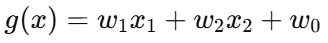 g(x) = w₁x₁ + w₂x₂ + w₀